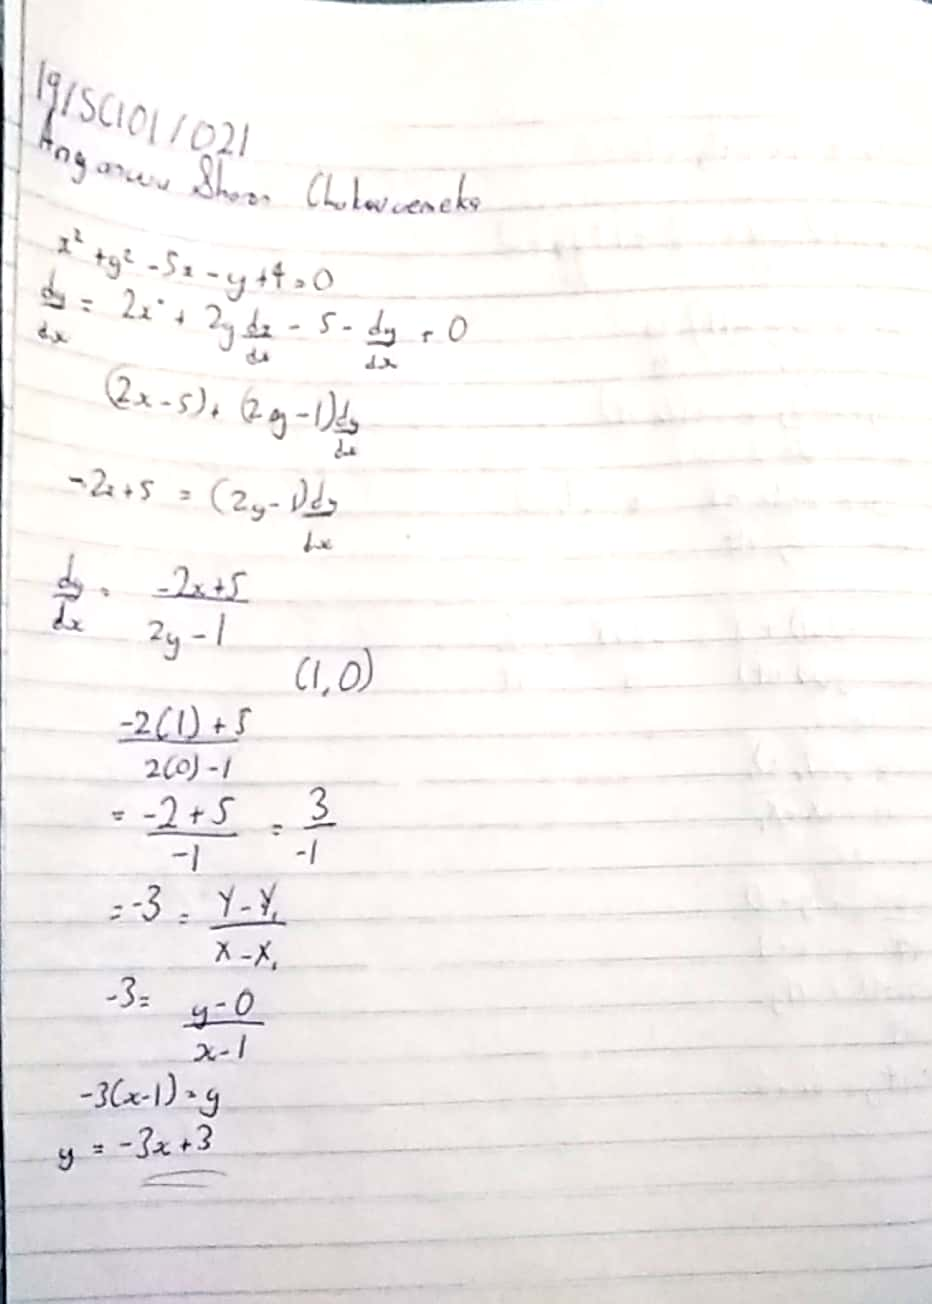 19/SCI01/021
Chukwuemeka
x² + y² - 5x - y + 4 = 0
dy/dx = 2x + 2y dx/dx - 5 - dy/dx = 0
(2x-5) + (2y-1)dy/dx
-2x+5 = (2y-1)dy/dx
dy/dx = -2x+5/2y-1
(1,0)
-2(1)+5/2(0)-1
= -2+5/-1 = 3/-1
= -3 = Y-Y₁/X-X₁
-3 = y-0/x-1
-3(x-1) = y
y = -3x+3